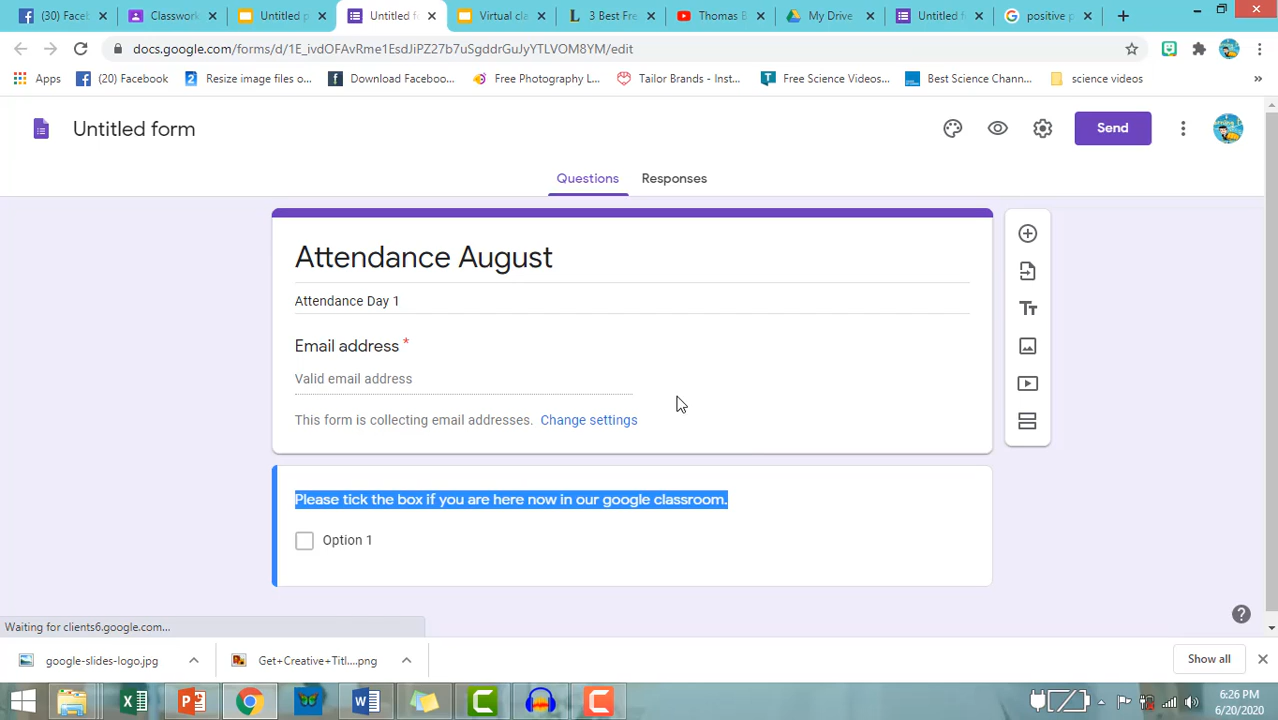 (30) Facel
Classwork
Untitled p
Untitled f
Virtual cla
3 Best Fre
Thomas B
My Drive
Untitled f
positive p
docs.google.com/forms/d/1E_ivdOFAvRme1EsdJiPZ27b7uSgddrGuJyYTLVOM8YM/edit
Apps
(20) Facebook
Resize image files o...
Download Faceboo...
Free Photography L...
Tailor Brands - Inst...
Free Science Videos...
Best Science Chann...
science videos
»
Untitled form
Send
Questions
Responses
Attendance August
Attendance Day 1
Email address *
Valid email address
This form is collecting email addresses. Change settings
Please tick the box if you are here now in our google classroom.
Option 1
Waiting for clients6.google.com...
google-slides-logo.jpg
Get+Creative+Titl....png
Show all
6:26 PM
6/20/2020